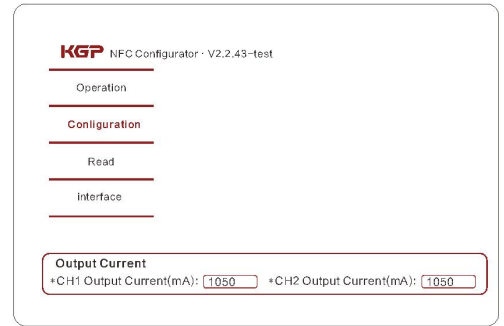 KGP NFC Configurator · V2,2,43-test
Operation
Conliguration
Read
interface
Output Current
*CH1 Output Current(mA): 1050 *CH2 Output Current(mA): 1050